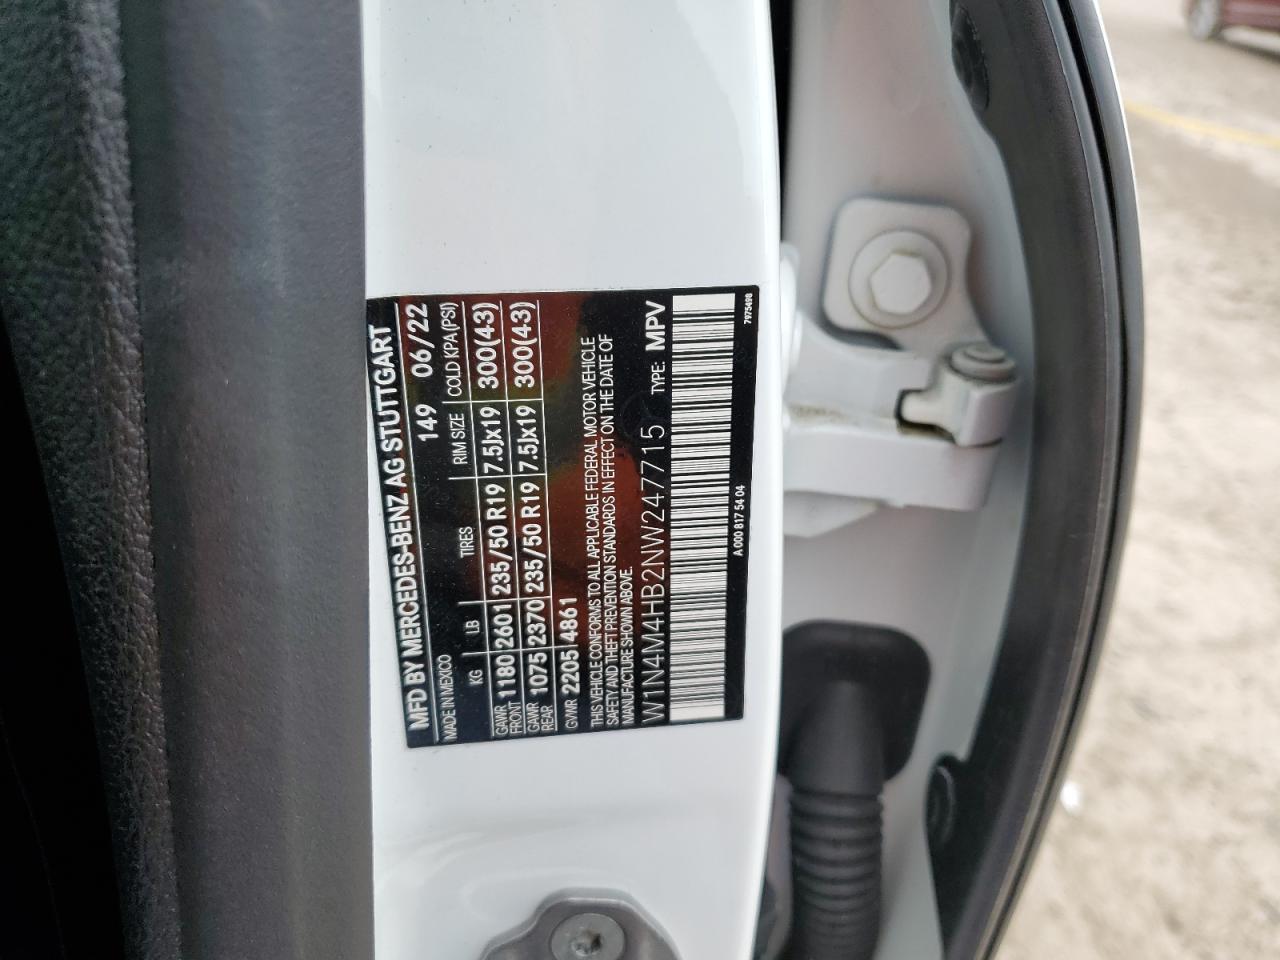 MFD BY MERCEDES-BENZ AG STUTTGART
MADE IN MEXICO 149 06/22
KG LB TIRES RIM SIZE COLD KPA(PSI)
GAWR FRONT 1180 2601 235/50 R19 7.5Jx19 300(43)
GAWR REAR 1075 2370 235/50 R19 7.5Jx19 300(43)
GVWR 2205 4861
THIS VEHICLE CONFORMS TO ALL APPLICABLE FEDERAL MOTOR VEHICLE
SAFETY AND THEFT PREVENTION STANDARDS IN EFFECT ON THE DATE OF
MANUFACTURE SHOWN ABOVE.
W1N4M4HB2NW247715 TYPE: MPV
A 000 817 54 04 7975498